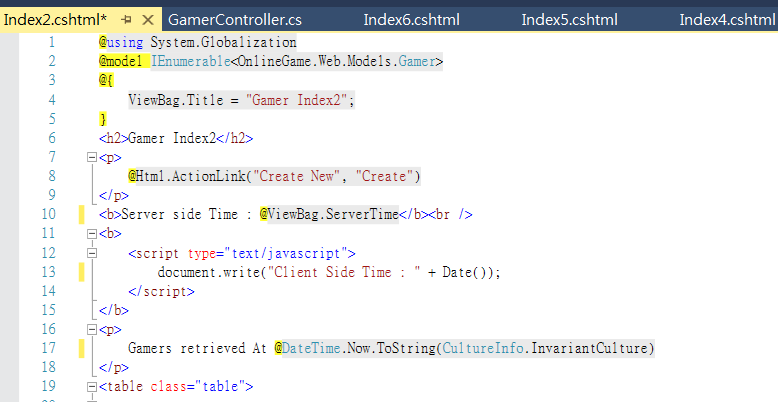 Index2.cshtml* GamerController.cs Index6.cshtml Index5.cshtml Index4.cshtml
1 @using System.Globalization
2 @model IEnumerable<OnlineGame.Web.Models.Gamer>
3 @{
4 ViewBag.Title = "Gamer Index2";
5 }
6 <h2>Gamer Index2</h2>
7 <p>
8 @Html.ActionLink("Create New", "Create")
9 </p>
10 <b>Server side Time : @ViewBag.ServerTime</b><br />
11 <b>
12 <script type="text/javascript">
13 document.write("Client Side Time : " + Date());
14 </script>
15 </b>
16 <p>
17 Gamers retrieved At @DateTime.Now.ToString(CultureInfo.InvariantCulture)
18 </p>
19 <table class="table">